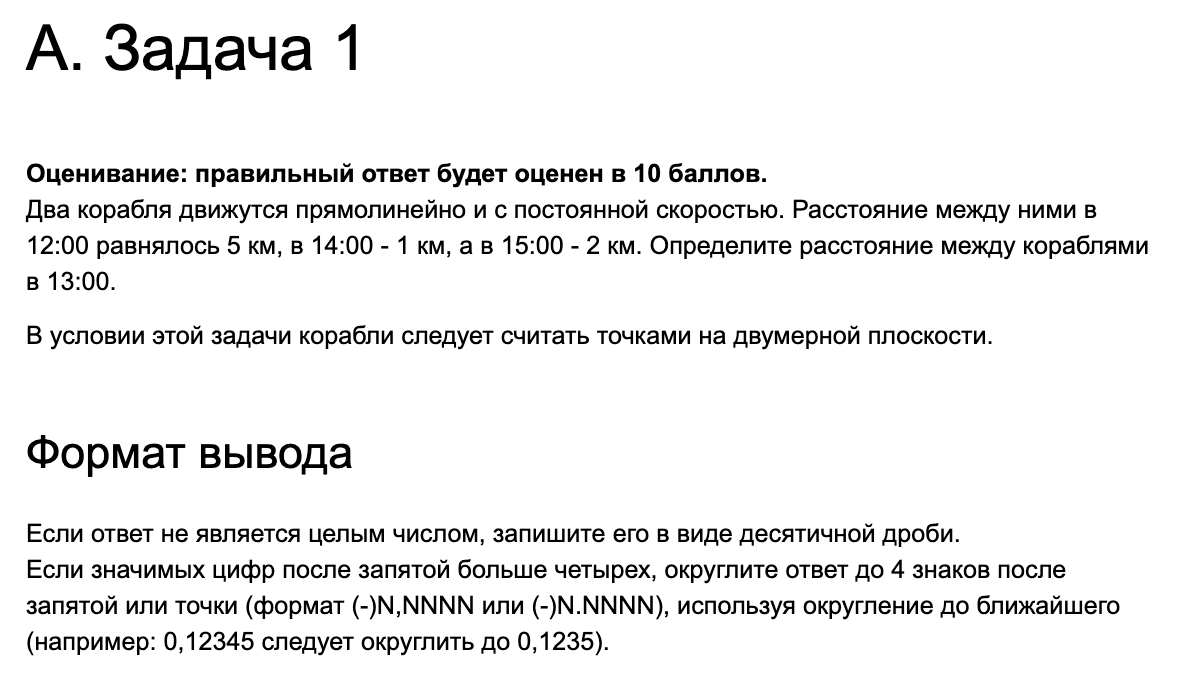 А. Задача 1
Оценивание: правильный ответ будет оценен в 10 баллов.
Два корабля движутся прямолинейно и с постоянной скоростью. Расстояние между ними в
12:00 равнялось 5 км, в 14:00 - 1 км, а в 15:00 - 2 км. Определите расстояние между кораблями
в 13:00.
В условии этой задачи корабли следует считать точками на двумерной плоскости.
Формат вывода
Если ответ не является целым числом, запишите его в виде десятичной дроби.
Если значимых цифр после запятой больше четырех, округлите ответ до 4 знаков после
запятой или точки (формат (-)N,NNNN или (-)N.NNNN), используя округление до ближайшего
(например: 0,12345 следует округлить до 0,1235).